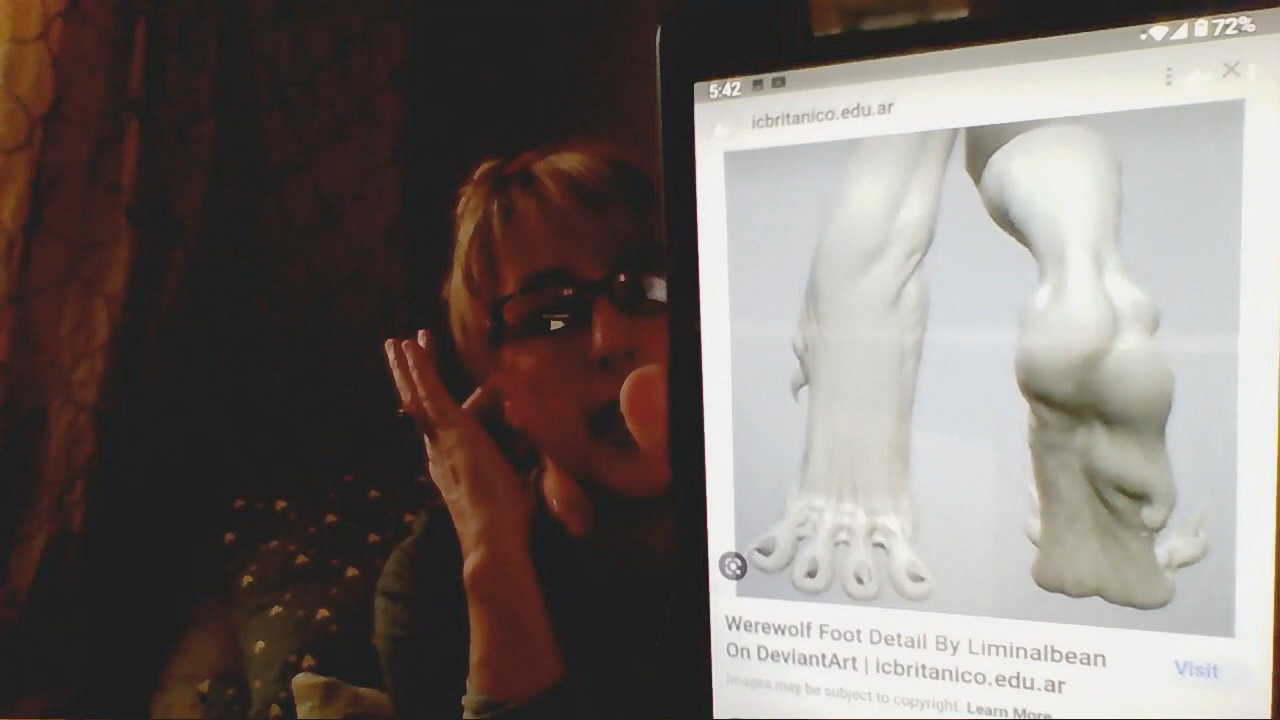 5:42 72%
icbritanico.edu.ar
Werewolf Foot Detail By Liminalbean
On DeviantArt | icbritanico.edu.ar
Visit
Images may be subject to copyright. Learn More